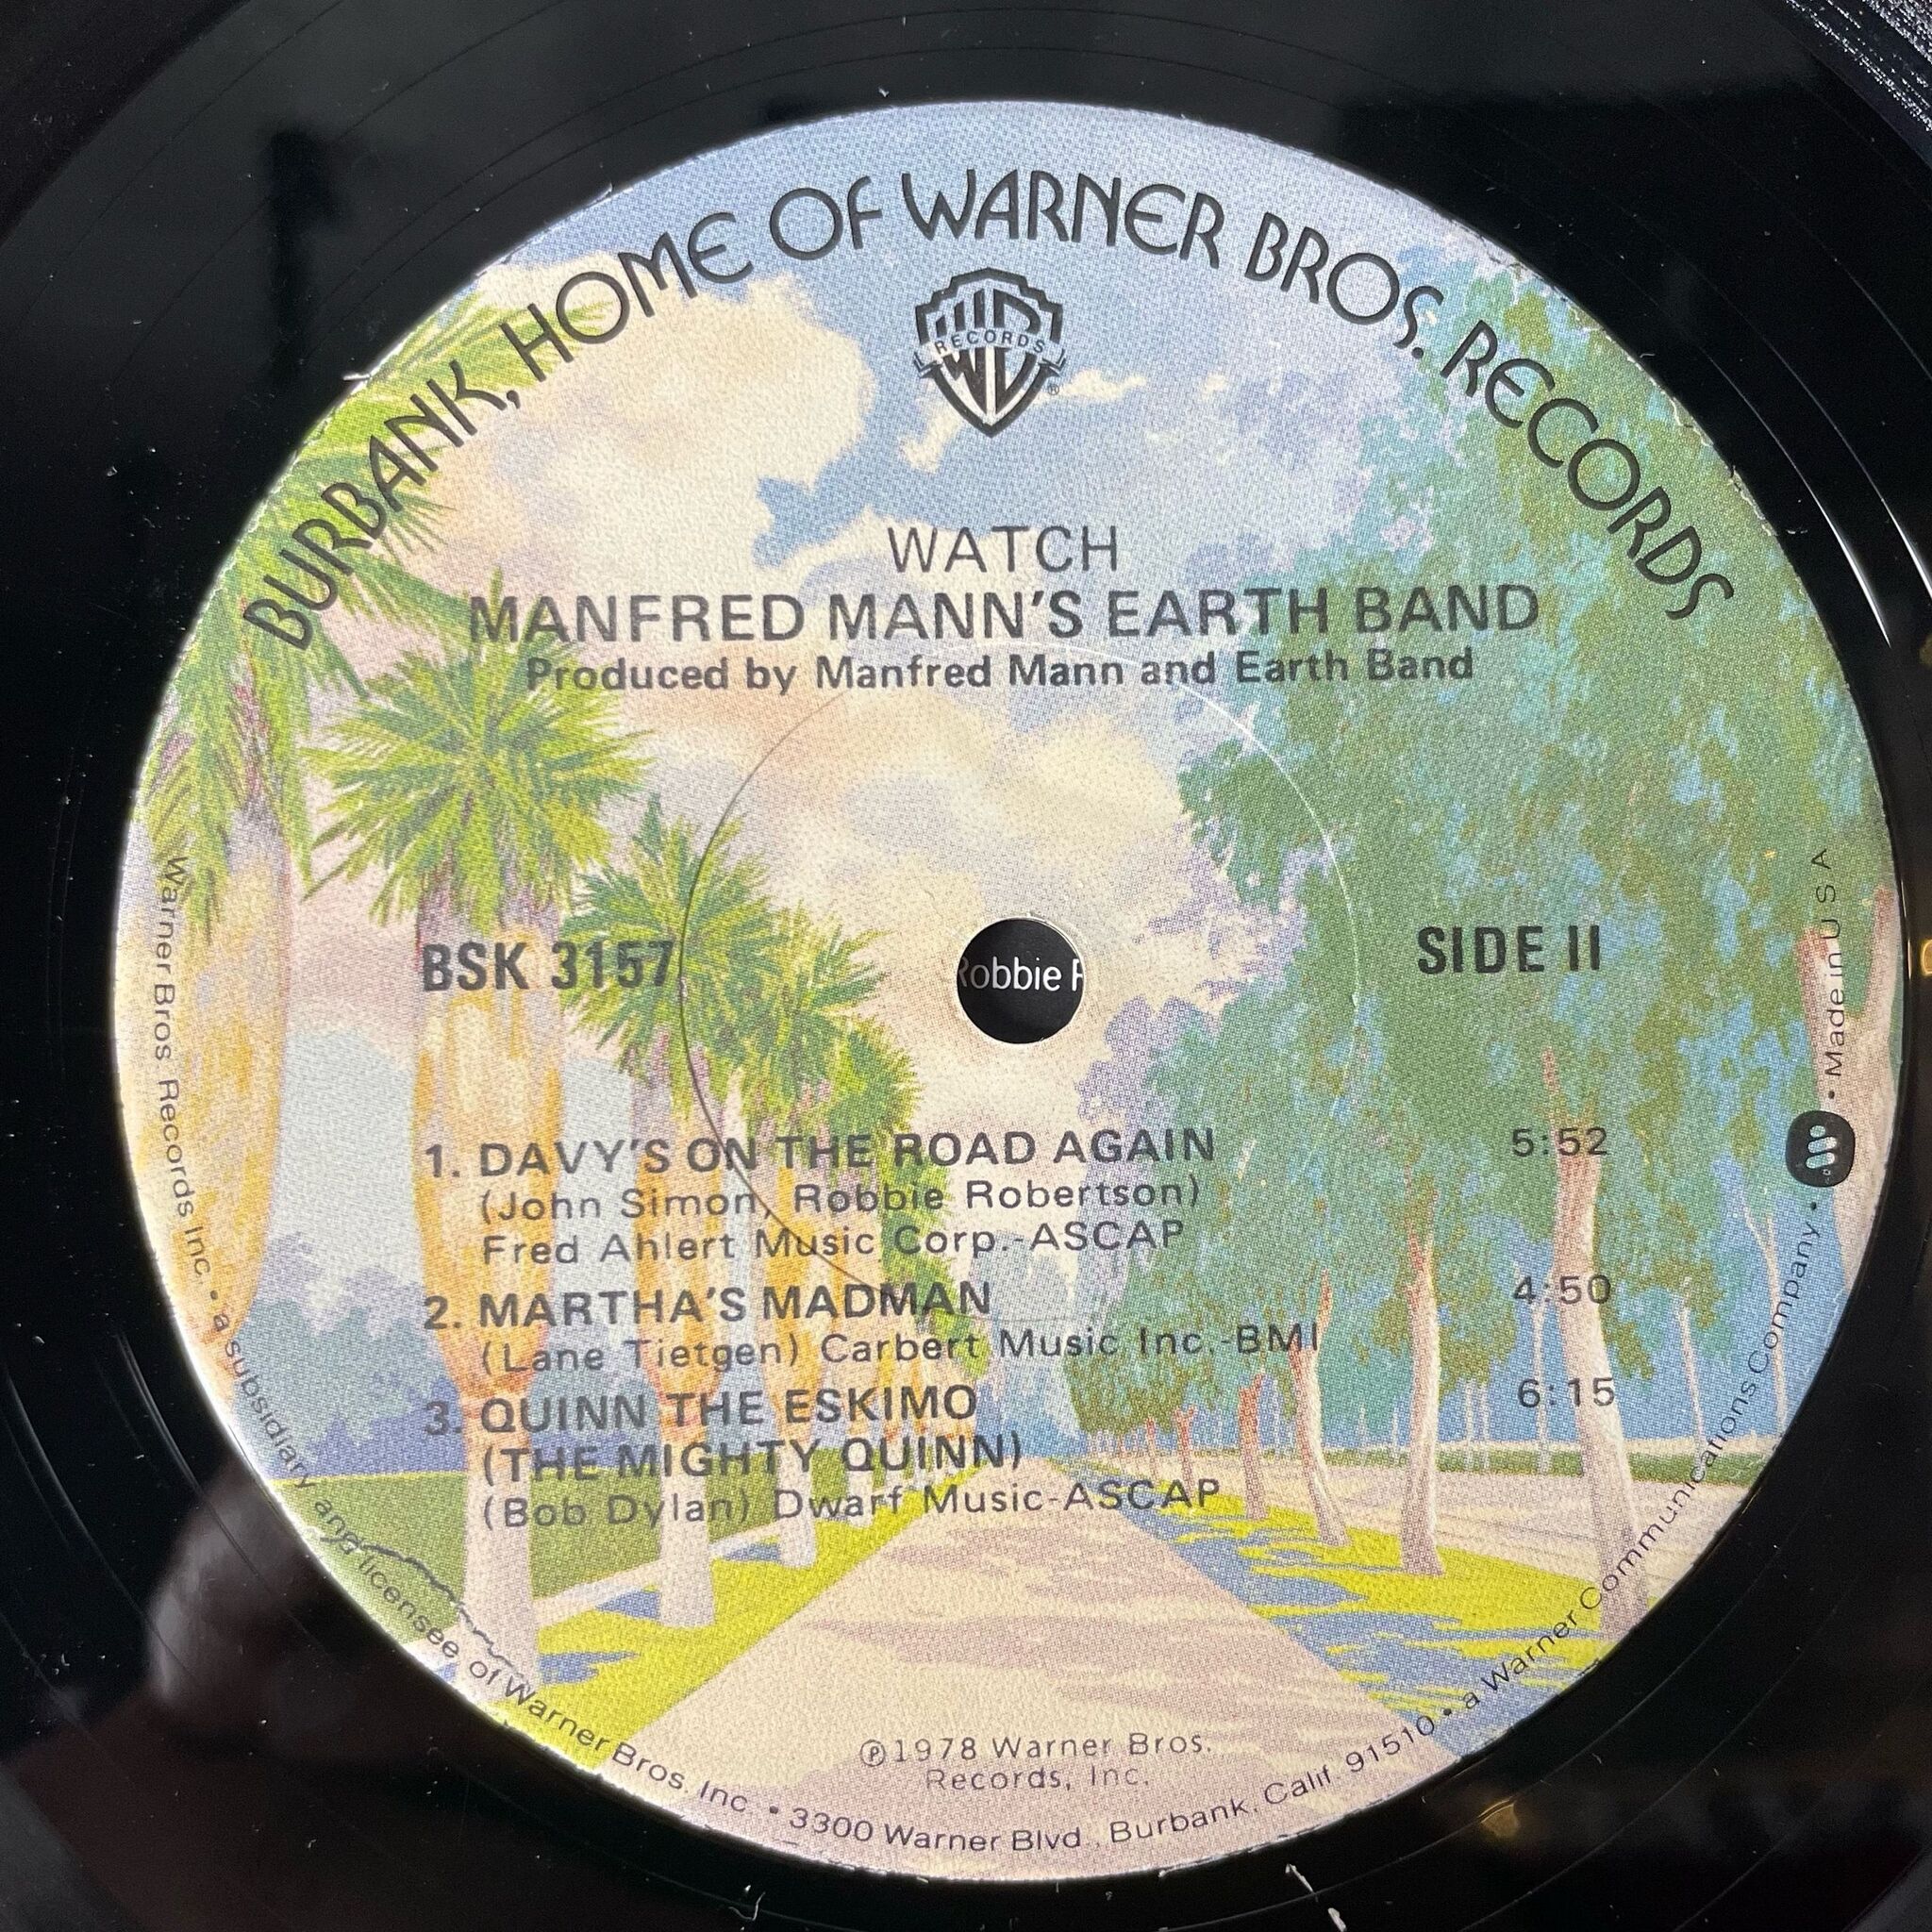 BURBANK, HOME OF WARNER BROS. RECORDS
WB
RECORDS
®
WATCH
MANFRED MANN'S EARTH BAND
Produced by Manfred Mann and Earth Band
BSK 3157
obbie
SIDE II
1. DAVY'S ON THE ROAD AGAIN 5:52
(John Simon, Robbie Robertson)
Fred Ahlert Music Corp.-ASCAP
2. MARTHA'S MADMAN 4:50
(Lane Tietgen) Carbert Music Inc.-BMI
3. QUINN THE ESKIMO 6:15
(THE MIGHTY QUINN)
(Bob Dylan) Dwarf Music-ASCAP
℗1978 Warner Bros.
Records, Inc.
Warner Bros. Records Inc. • a subsidiary and licensee of Warner Bros. Inc. • 3300 Warner Blvd., Burbank, Calif. 91510 • a Warner Communications Company • • Made in U S A